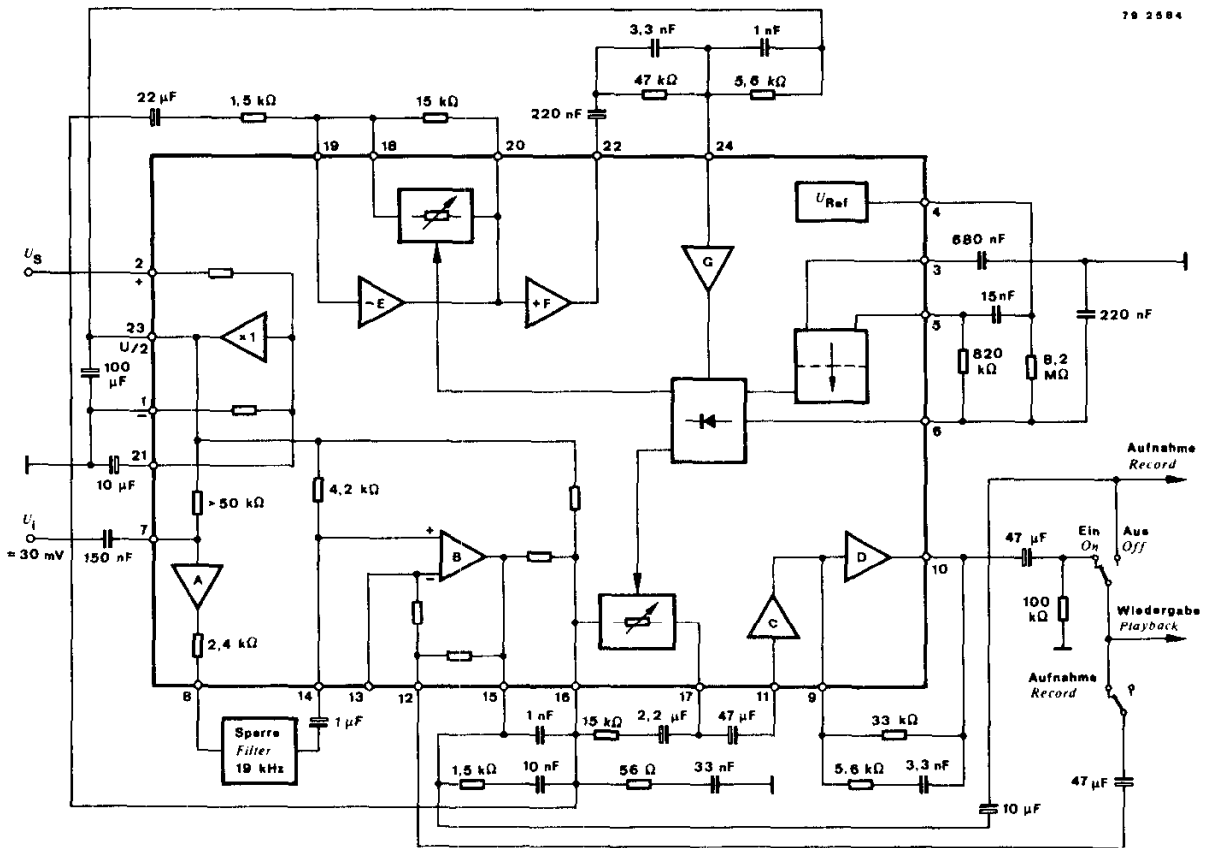 79 2584
3,3 nF
1 nF
47 kΩ
5,6 kΩ
22 µF
1,5 kΩ
15 kΩ
220 nF
19
18
20
22
24
U Ref
4
G
680 nF
U S
2
+
3
−E
+F
15 nF
5
220 nF
23
U/2
×1
100 µF
820 kΩ
8,2 MΩ
1
−
6
21
10 µF
4,2 kΩ
> 50 kΩ
Aufnahme
Record
U i
≈ 30 mV
7
150 nF
A
+
B
−
D
10
47 µF
Ein
On
Aus
Off
100 kΩ
C
Wiedergabe
Playback
2,4 kΩ
8
14
13
12
15
16
17
11
9
Aufnahme
Record
1 µF
Sperre
Filter
19 kHz
1 nF
15 kΩ
2,2 µF
47 µF
33 kΩ
1,5 kΩ
10 nF
56 Ω
33 nF
5,6 kΩ
3,3 nF
10 µF
47 µF